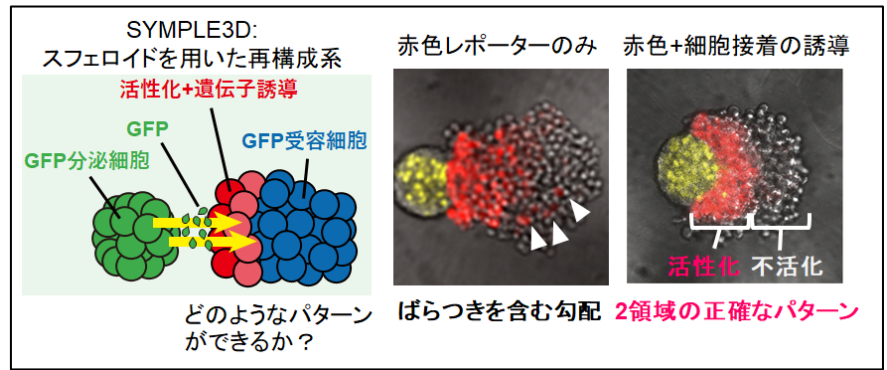 SYMPLE3D:
スフェロイドを用いた再構成系
活性化+遺伝子誘導
GFP
GFP受容細胞
GFP分泌細胞
どのようなパターン
ができるか？
赤色レポーターのみ
ばらつきを含む勾配
赤色+細胞接着の誘導
活性化 不活化
2領域の正確なパターン